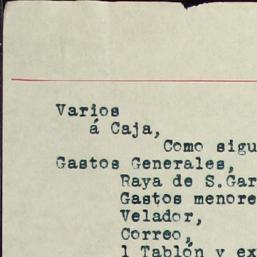 Varios
á Caja,
Como sigu
Gastos Generales,
Raya de S.Gar
Gastos menore
Velador,
Correo,
1 Tablón y ex